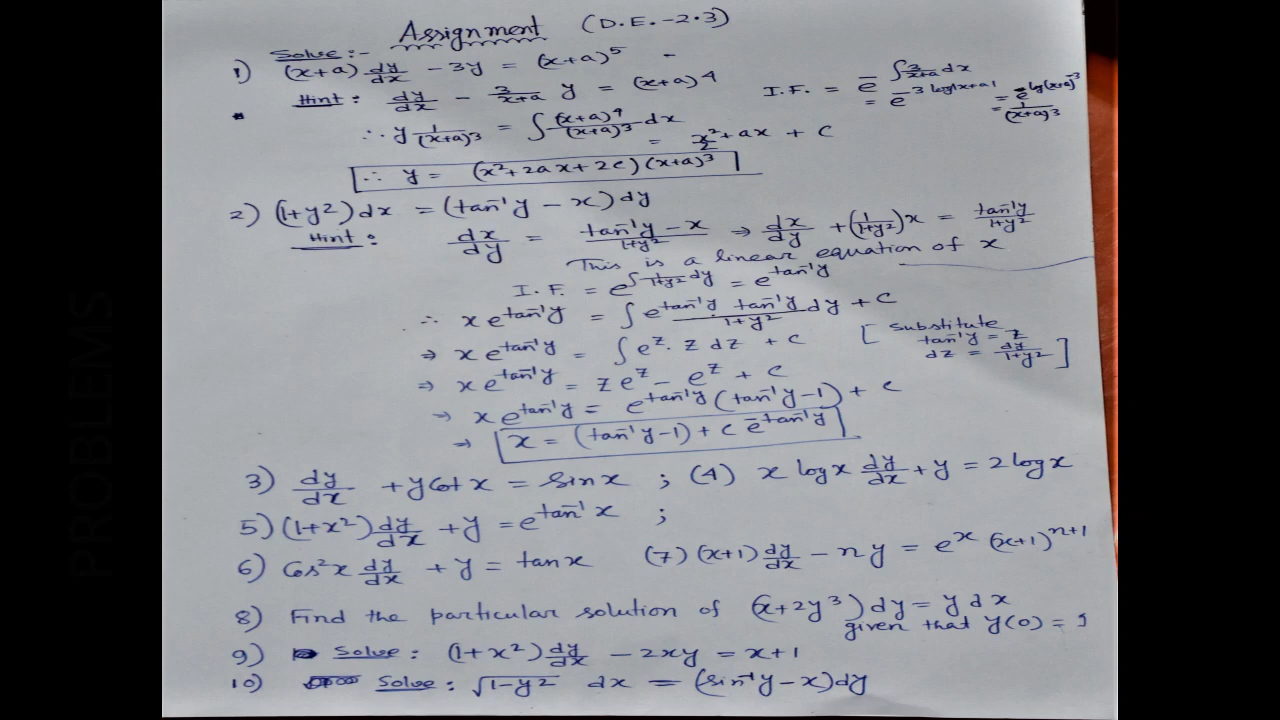 Assignment (D.E.-2.3)
Solve:-
1) (x+a) dy/dx - 3y = (x+a)^5
Hint: dy/dx - 3/(x+a) y = (x+a)^4 I.F. = e^-∫3/(x+a) dx
= e^-3 log|x+a| = e^log(x+a)^-3
= 1/(x+a)^3
∴ y 1/(x+a)^3 = ∫ (x+a)^4/(x+a)^3 dx
= x^2/2 + ax + c
∴ y = (x^2+2ax+2c)(x+a)^3
2) (1+y^2)dx = (tan^-1 y - x)dy
Hint: dx/dy = (tan^-1 y - x)/(1+y^2) ⇒ dx/dy + (1/(1+y^2))x = tan^-1 y/(1+y^2)
This is a linear equation of x
I.F. = e^∫1/(1+y^2) dy = e^tan^-1 y
∴ x e^tan^-1 y = ∫ e^tan^-1 y tan^-1 y/(1+y^2) dy + c
⇒ x e^tan^-1 y = ∫ e^z. z dz + c [Substitute
tan^-1 y = z
dz = dy/(1+y^2)]
⇒ x e^tan^-1 y = z e^z - e^z + c
⇒ x e^tan^-1 y = e^tan^-1 y (tan^-1 y-1) + c
⇒ x = (tan^-1 y-1) + c e^-tan^-1 y
3) dy/dx + y cot x = sin x ; (4) x log x dy/dx + y = 2 log x
5) (1+x^2) dy/dx + y = e^tan^-1 x ;
6) Cos^2 x dy/dx + y = tan x (7) (x+1) dy/dx - ny = e^x (x+1)^n+1
8) Find the particular solution of (x+2y^3)dy = y dx
given that y(0) = 1
9) Solve: (1+x^2) dy/dx - 2xy = x+1
10) Solve: √1-y^2 dx = (sin^-1 y - x)dy
PROBLEMS